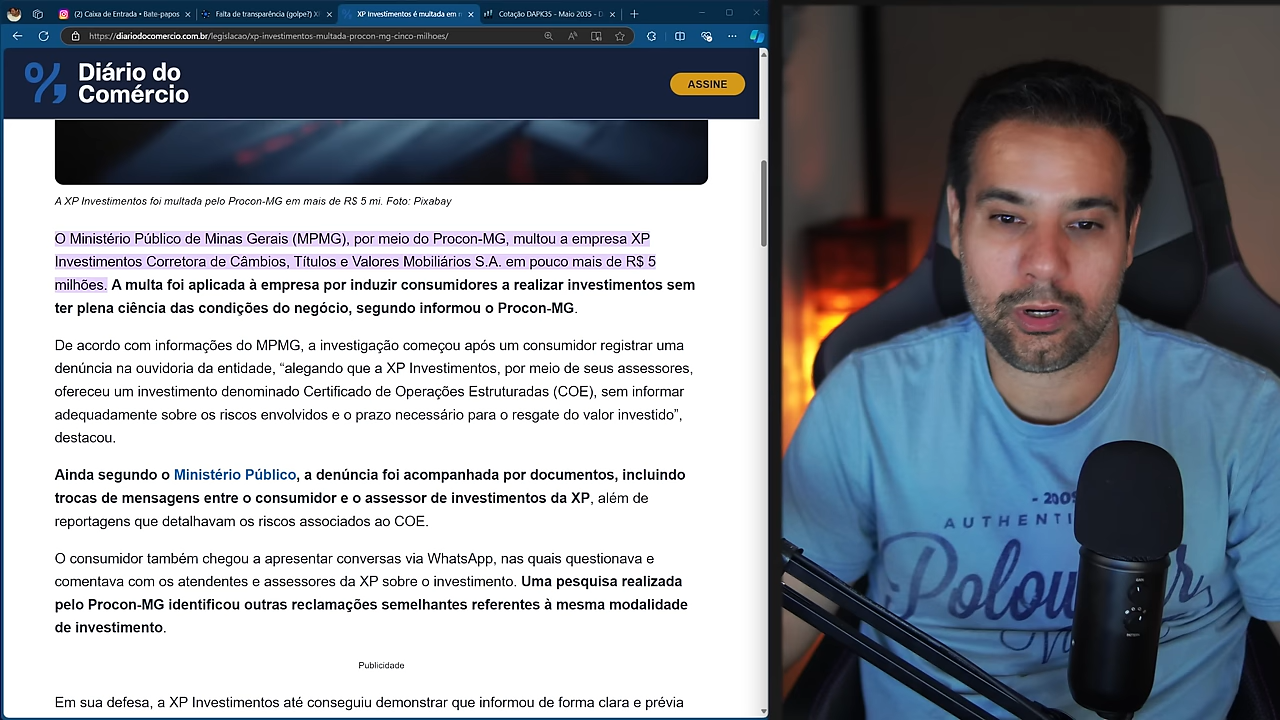 (2) Caixa de Entrada • Bate-papos
Falta de transparência (golpe?) XP
XP Investimentos é multada em m
Cotação DAPK35 - Maio 2035 - D
https://diariodocomercio.com.br/legislacao/xp-investimentos-multada-procon-mg-cinco-milhoes/
Diário do
Comércio
ASSINE
A XP Investimentos foi multada pelo Procon-MG em mais de R$ 5 mi. Foto: Pixabay
O Ministério Público de Minas Gerais (MPMG), por meio do Procon-MG, multou a empresa XP
Investimentos Corretora de Câmbios, Títulos e Valores Mobiliários S.A. em pouco mais de R$ 5
milhões. A multa foi aplicada à empresa por induzir consumidores a realizar investimentos sem
ter plena ciência das condições do negócio, segundo informou o Procon-MG.
De acordo com informações do MPMG, a investigação começou após um consumidor registrar uma
denúncia na ouvidoria da entidade, “alegando que a XP Investimentos, por meio de seus assessores,
ofereceu um investimento denominado Certificado de Operações Estruturadas (COE), sem informar
adequadamente sobre os riscos envolvidos e o prazo necessário para o resgate do valor investido”,
destacou.
Ainda segundo o Ministério Público, a denúncia foi acompanhada por documentos, incluindo
trocas de mensagens entre o consumidor e o assessor de investimentos da XP, além de
reportagens que detalhavam os riscos associados ao COE.
O consumidor também chegou a apresentar conversas via WhatsApp, nas quais questionava e
comentava com os atendentes e assessores da XP sobre o investimento. Uma pesquisa realizada
pelo Procon-MG identificou outras reclamações semelhantes referentes à mesma modalidade
de investimento.
Publicidade
Em sua defesa, a XP Investimentos até conseguiu demonstrar que informou de forma clara e prévia
- 2009
AUTHENTI
Polow